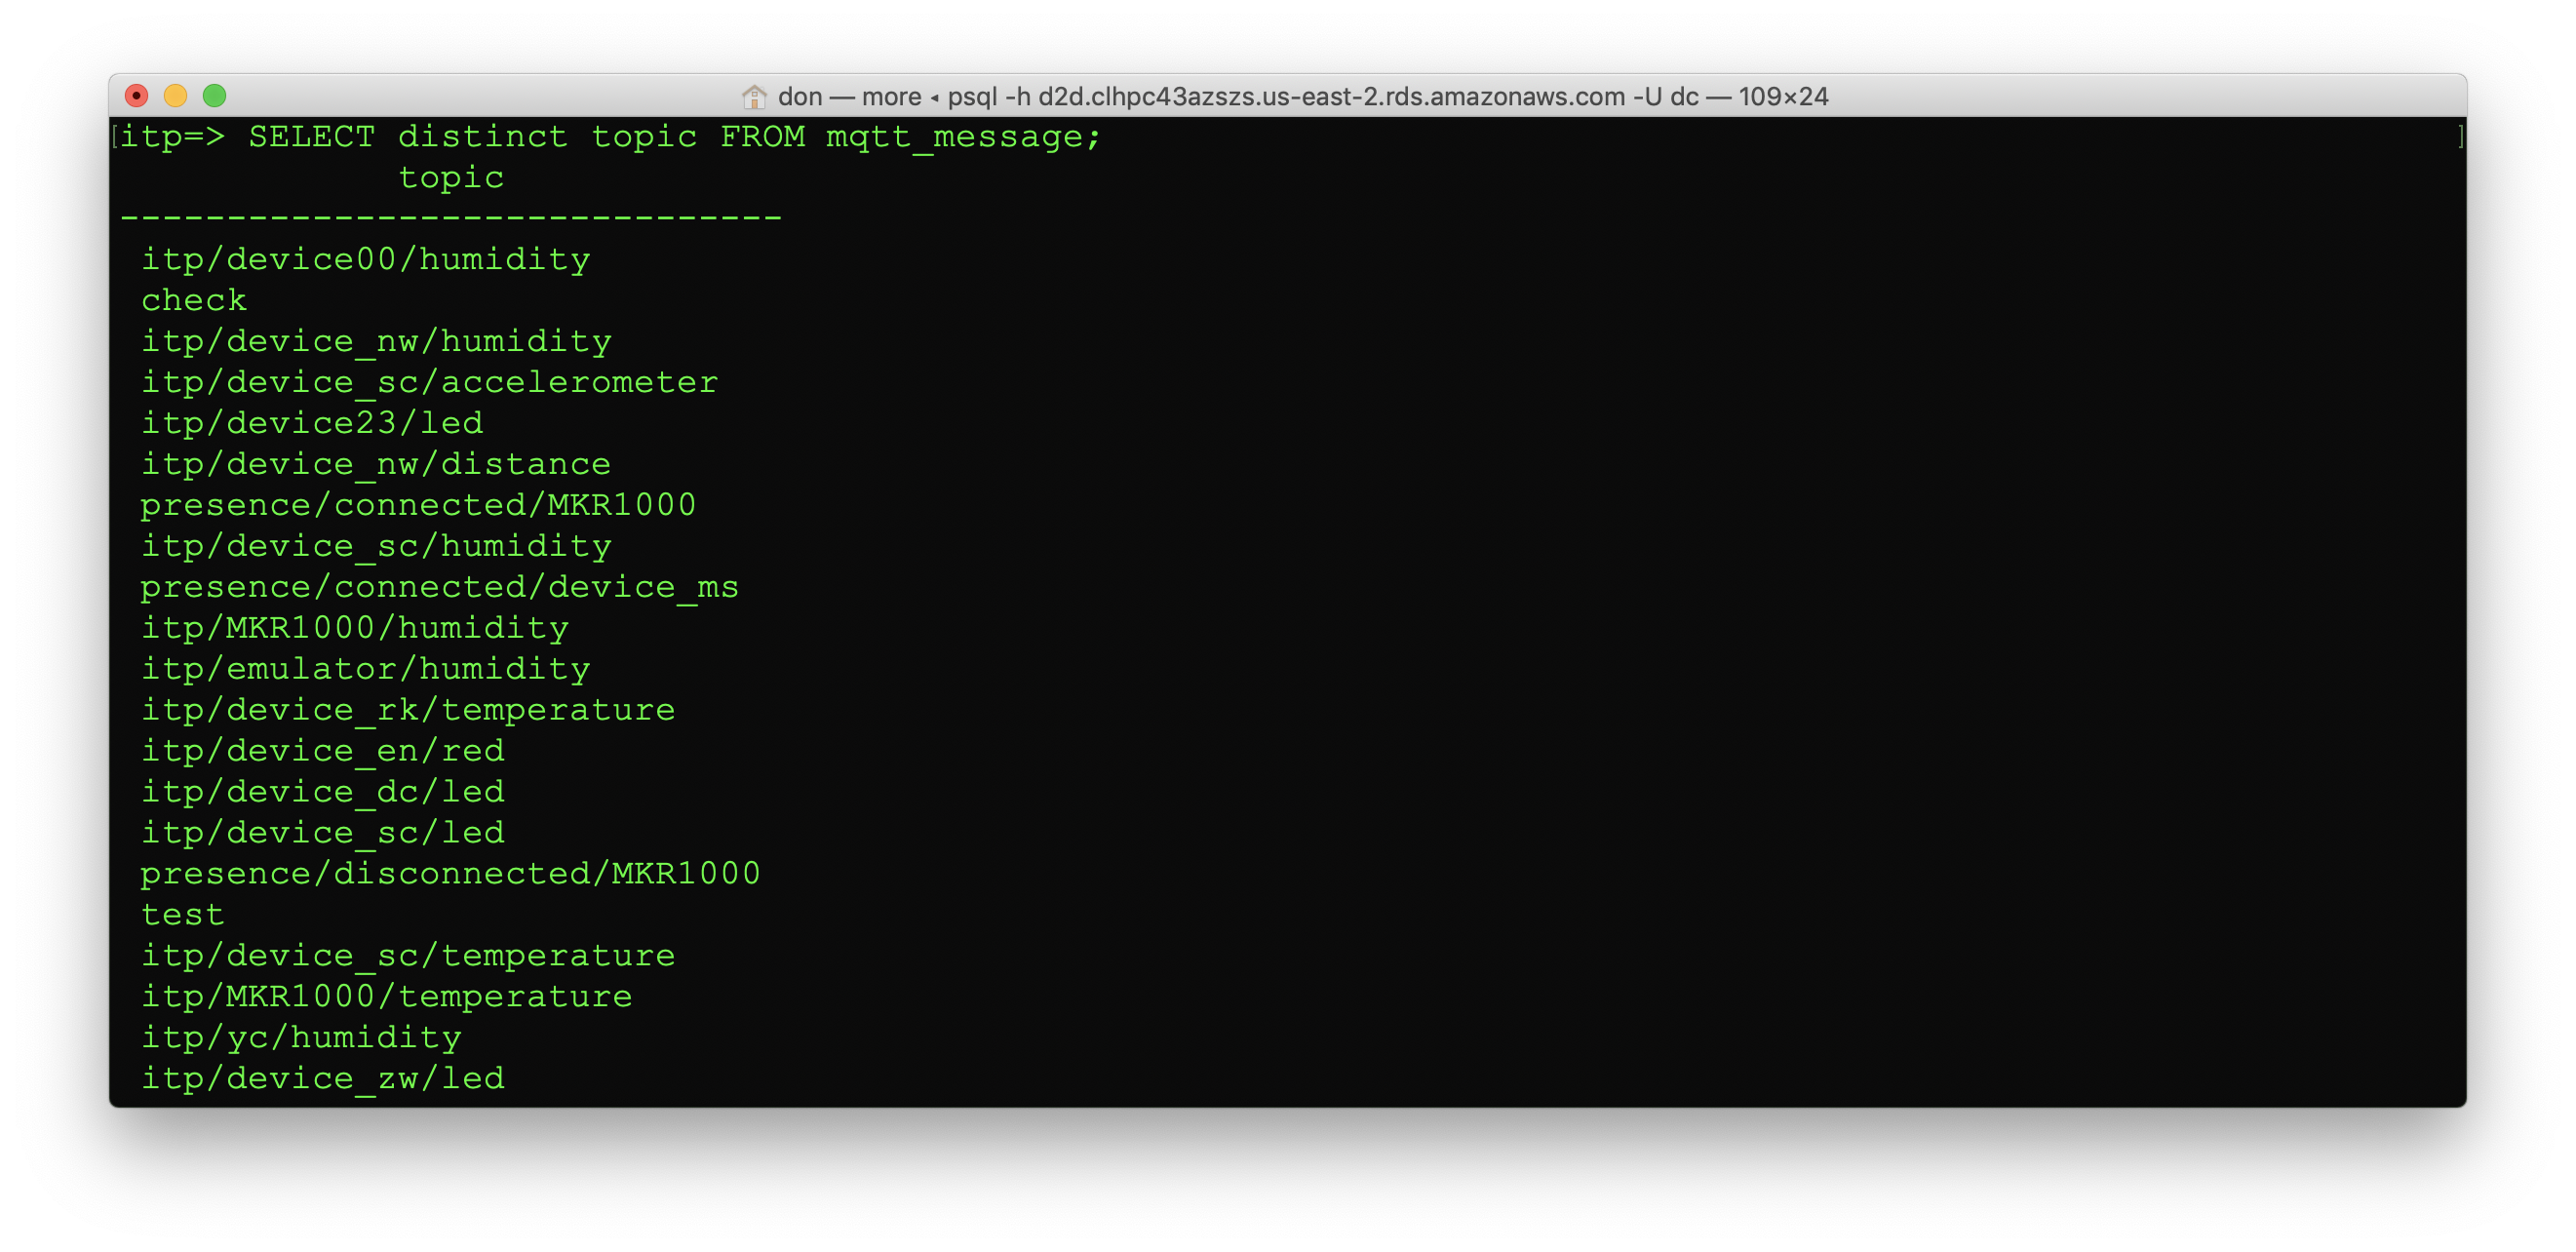 don — more ◂ psql -h d2d.clhpc43azszs.us-east-2.rds.amazonaws.com -U dc — 109×24
[itp=> SELECT distinct topic FROM mqtt_message; ]
topic
-------------------------------
itp/device00/humidity
check
itp/device_nw/humidity
itp/device_sc/accelerometer
itp/device23/led
itp/device_nw/distance
presence/connected/MKR1000
itp/device_sc/humidity
presence/connected/device_ms
itp/MKR1000/humidity
itp/emulator/humidity
itp/device_rk/temperature
itp/device_en/red
itp/device_dc/led
itp/device_sc/led
presence/disconnected/MKR1000
test
itp/device_sc/temperature
itp/MKR1000/temperature
itp/yc/humidity
itp/device_zw/led